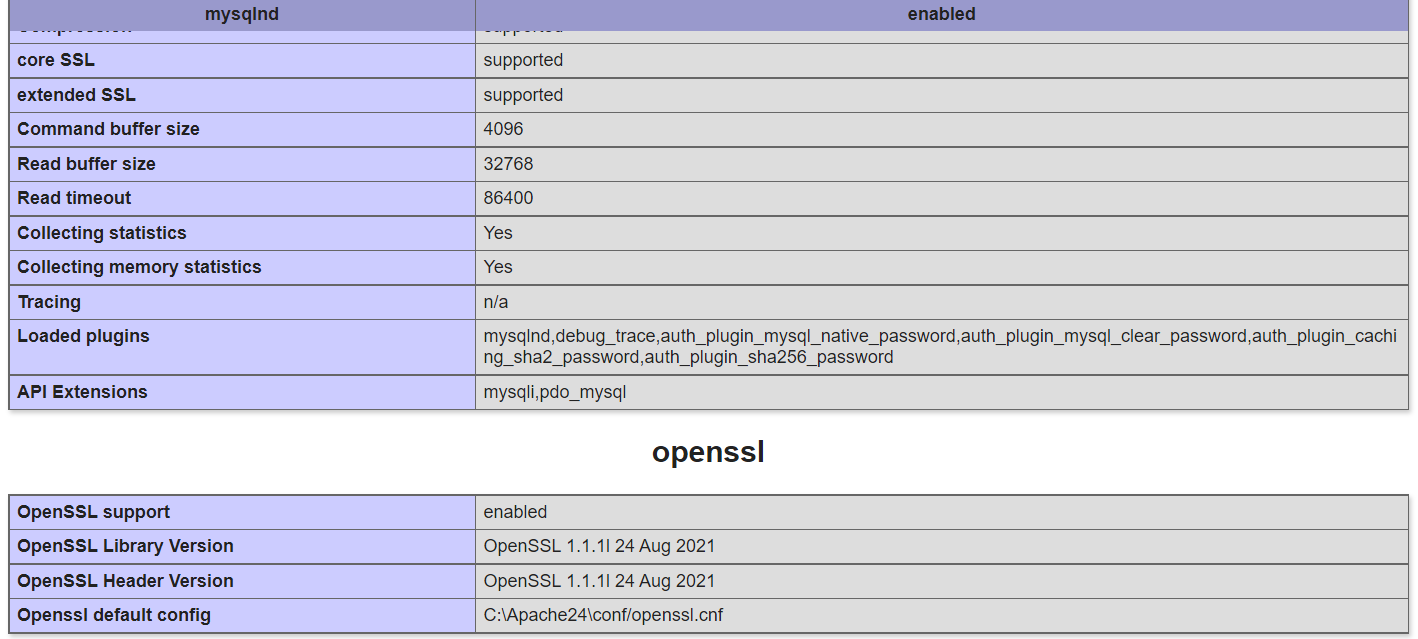 mysqlnd enabled
core SSL supported
extended SSL supported
Command buffer size 4096
Read buffer size 32768
Read timeout 86400
Collecting statistics Yes
Collecting memory statistics Yes
Tracing n/a
Loaded plugins mysqlnd,debug_trace,auth_plugin_mysql_native_password,auth_plugin_mysql_clear_password,auth_plugin_cachi
ng_sha2_password,auth_plugin_sha256_password
API Extensions mysqli,pdo_mysql
openssl
OpenSSL support enabled
OpenSSL Library Version OpenSSL 1.1.1l 24 Aug 2021
OpenSSL Header Version OpenSSL 1.1.1l 24 Aug 2021
Openssl default config C:\Apache24\conf/openssl.cnf